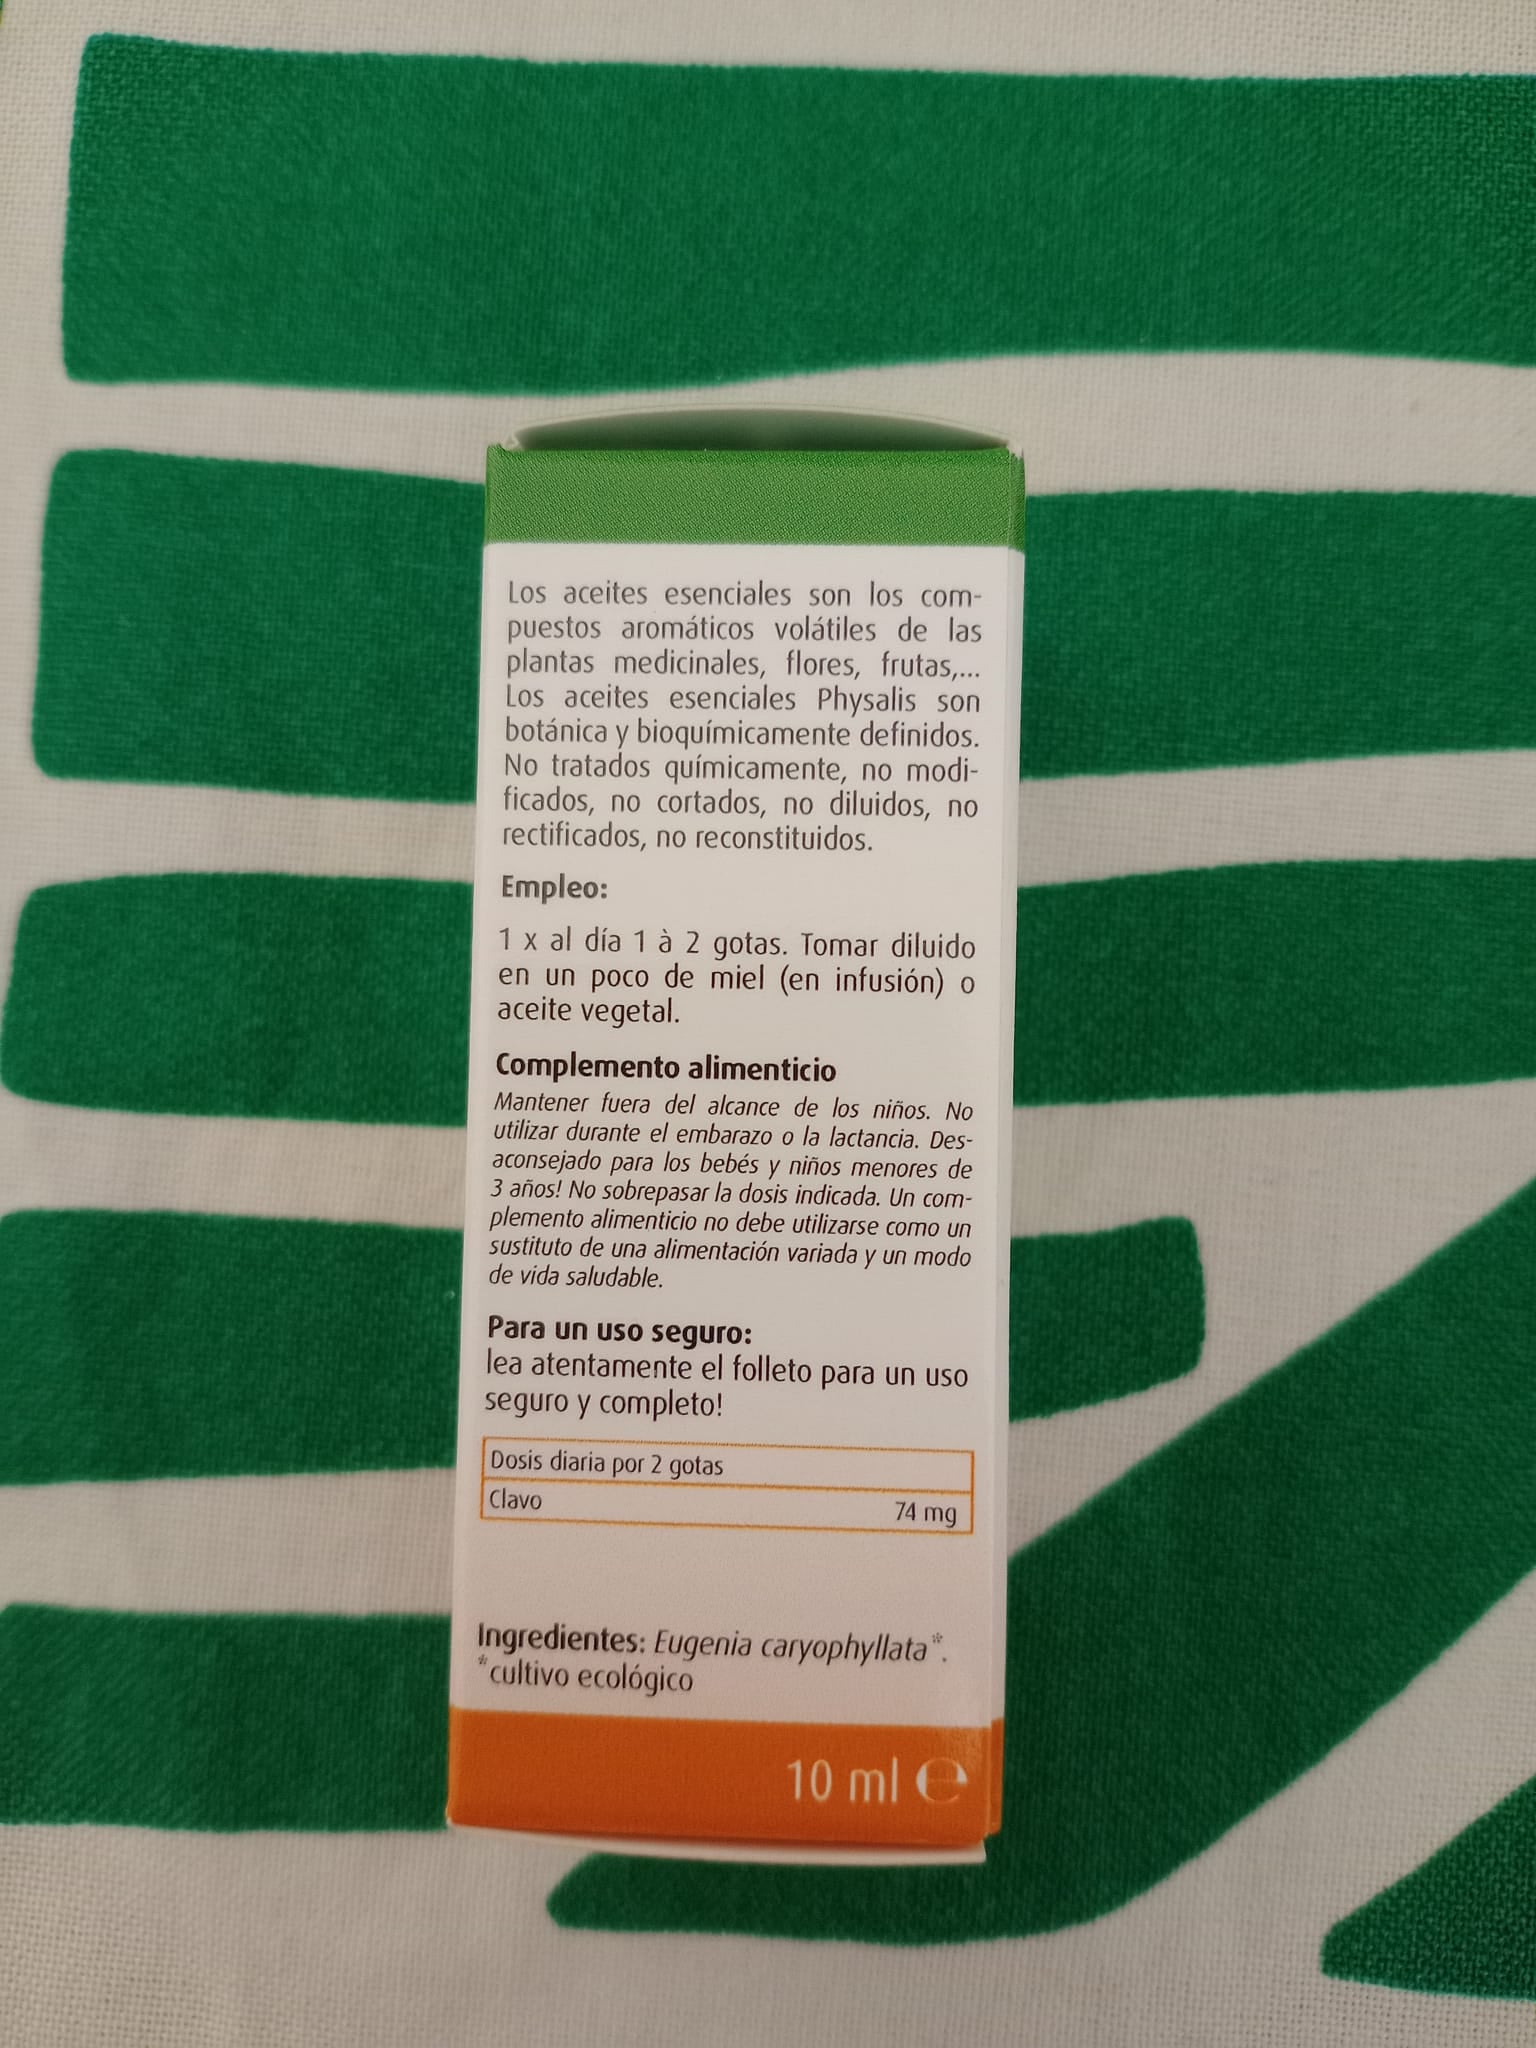 Los aceites esenciales son los com-
puestos aromáticos volátiles de las
plantas medicinales, flores, frutas,...
Los aceites esenciales Physalis son
botánica y bioquímicamente definidos.
No tratados químicamente, no modi-
ficados, no cortados, no diluidos, no
rectificados, no reconstituidos.
Empleo:
1 x al día 1 à 2 gotas. Tomar diluido
en un poco de miel (en infusión) o
aceite vegetal.
Complemento alimenticio
Mantener fuera del alcance de los niños. No
utilizar durante el embarazo o la lactancia. Des-
aconsejado para los bebés y niños menores de
3 años! No sobrepasar la dosis indicada. Un com-
plemento alimenticio no debe utilizarse como un
sustituto de una alimentación variada y un modo
de vida saludable.
Para un uso seguro:
lea atentamente el folleto para un uso
seguro y completo!
Dosis diaria por 2 gotas
Clavo 74 mg
Ingredientes: Eugenia caryophyllata*.
*cultivo ecológico
10 ml ℮